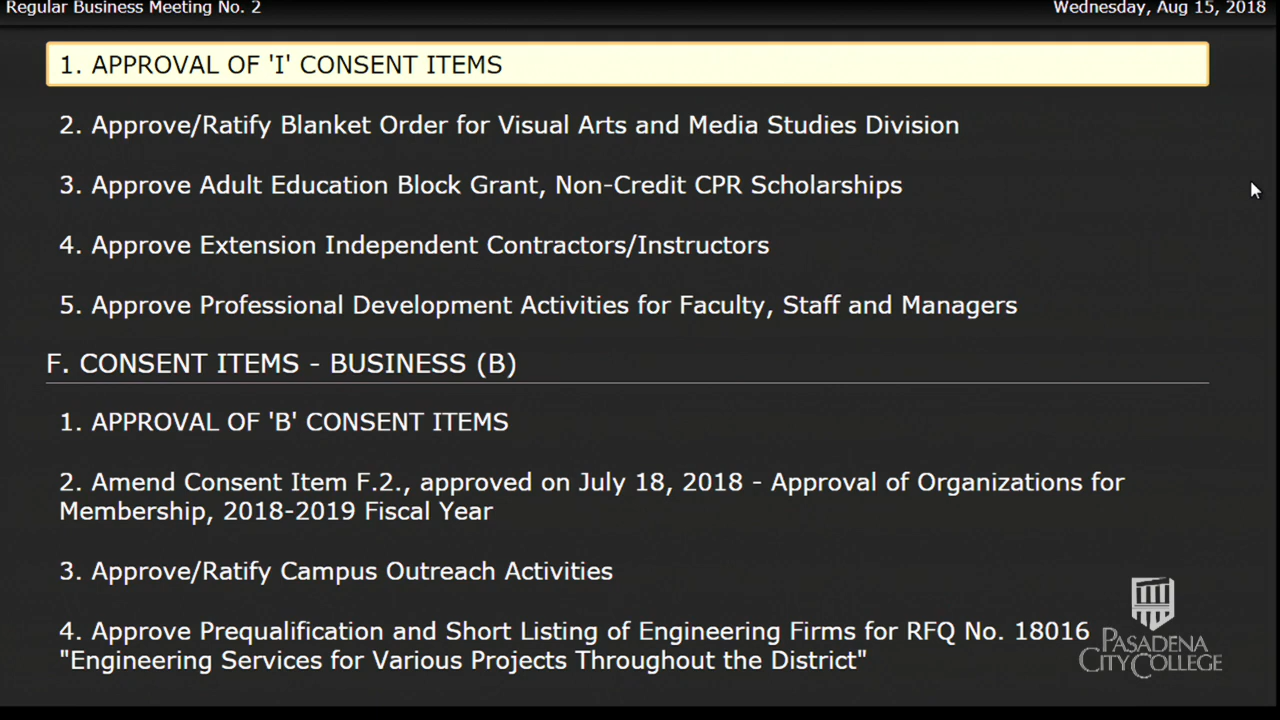 Regular Business Meeting No. 2
Wednesday, Aug 15, 2018
1. APPROVAL OF 'I' CONSENT ITEMS
2. Approve/Ratify Blanket Order for Visual Arts and Media Studies Division
3. Approve Adult Education Block Grant, Non-Credit CPR Scholarships
4. Approve Extension Independent Contractors/Instructors
5. Approve Professional Development Activities for Faculty, Staff and Managers
F. CONSENT ITEMS - BUSINESS (B)
1. APPROVAL OF 'B' CONSENT ITEMS
2. Amend Consent Item F.2., approved on July 18, 2018 - Approval of Organizations for
Membership, 2018-2019 Fiscal Year
3. Approve/Ratify Campus Outreach Activities
4. Approve Prequalification and Short Listing of Engineering Firms for RFQ No. 18016
"Engineering Services for Various Projects Throughout the District"
PASADENA
CITY COLLEGE